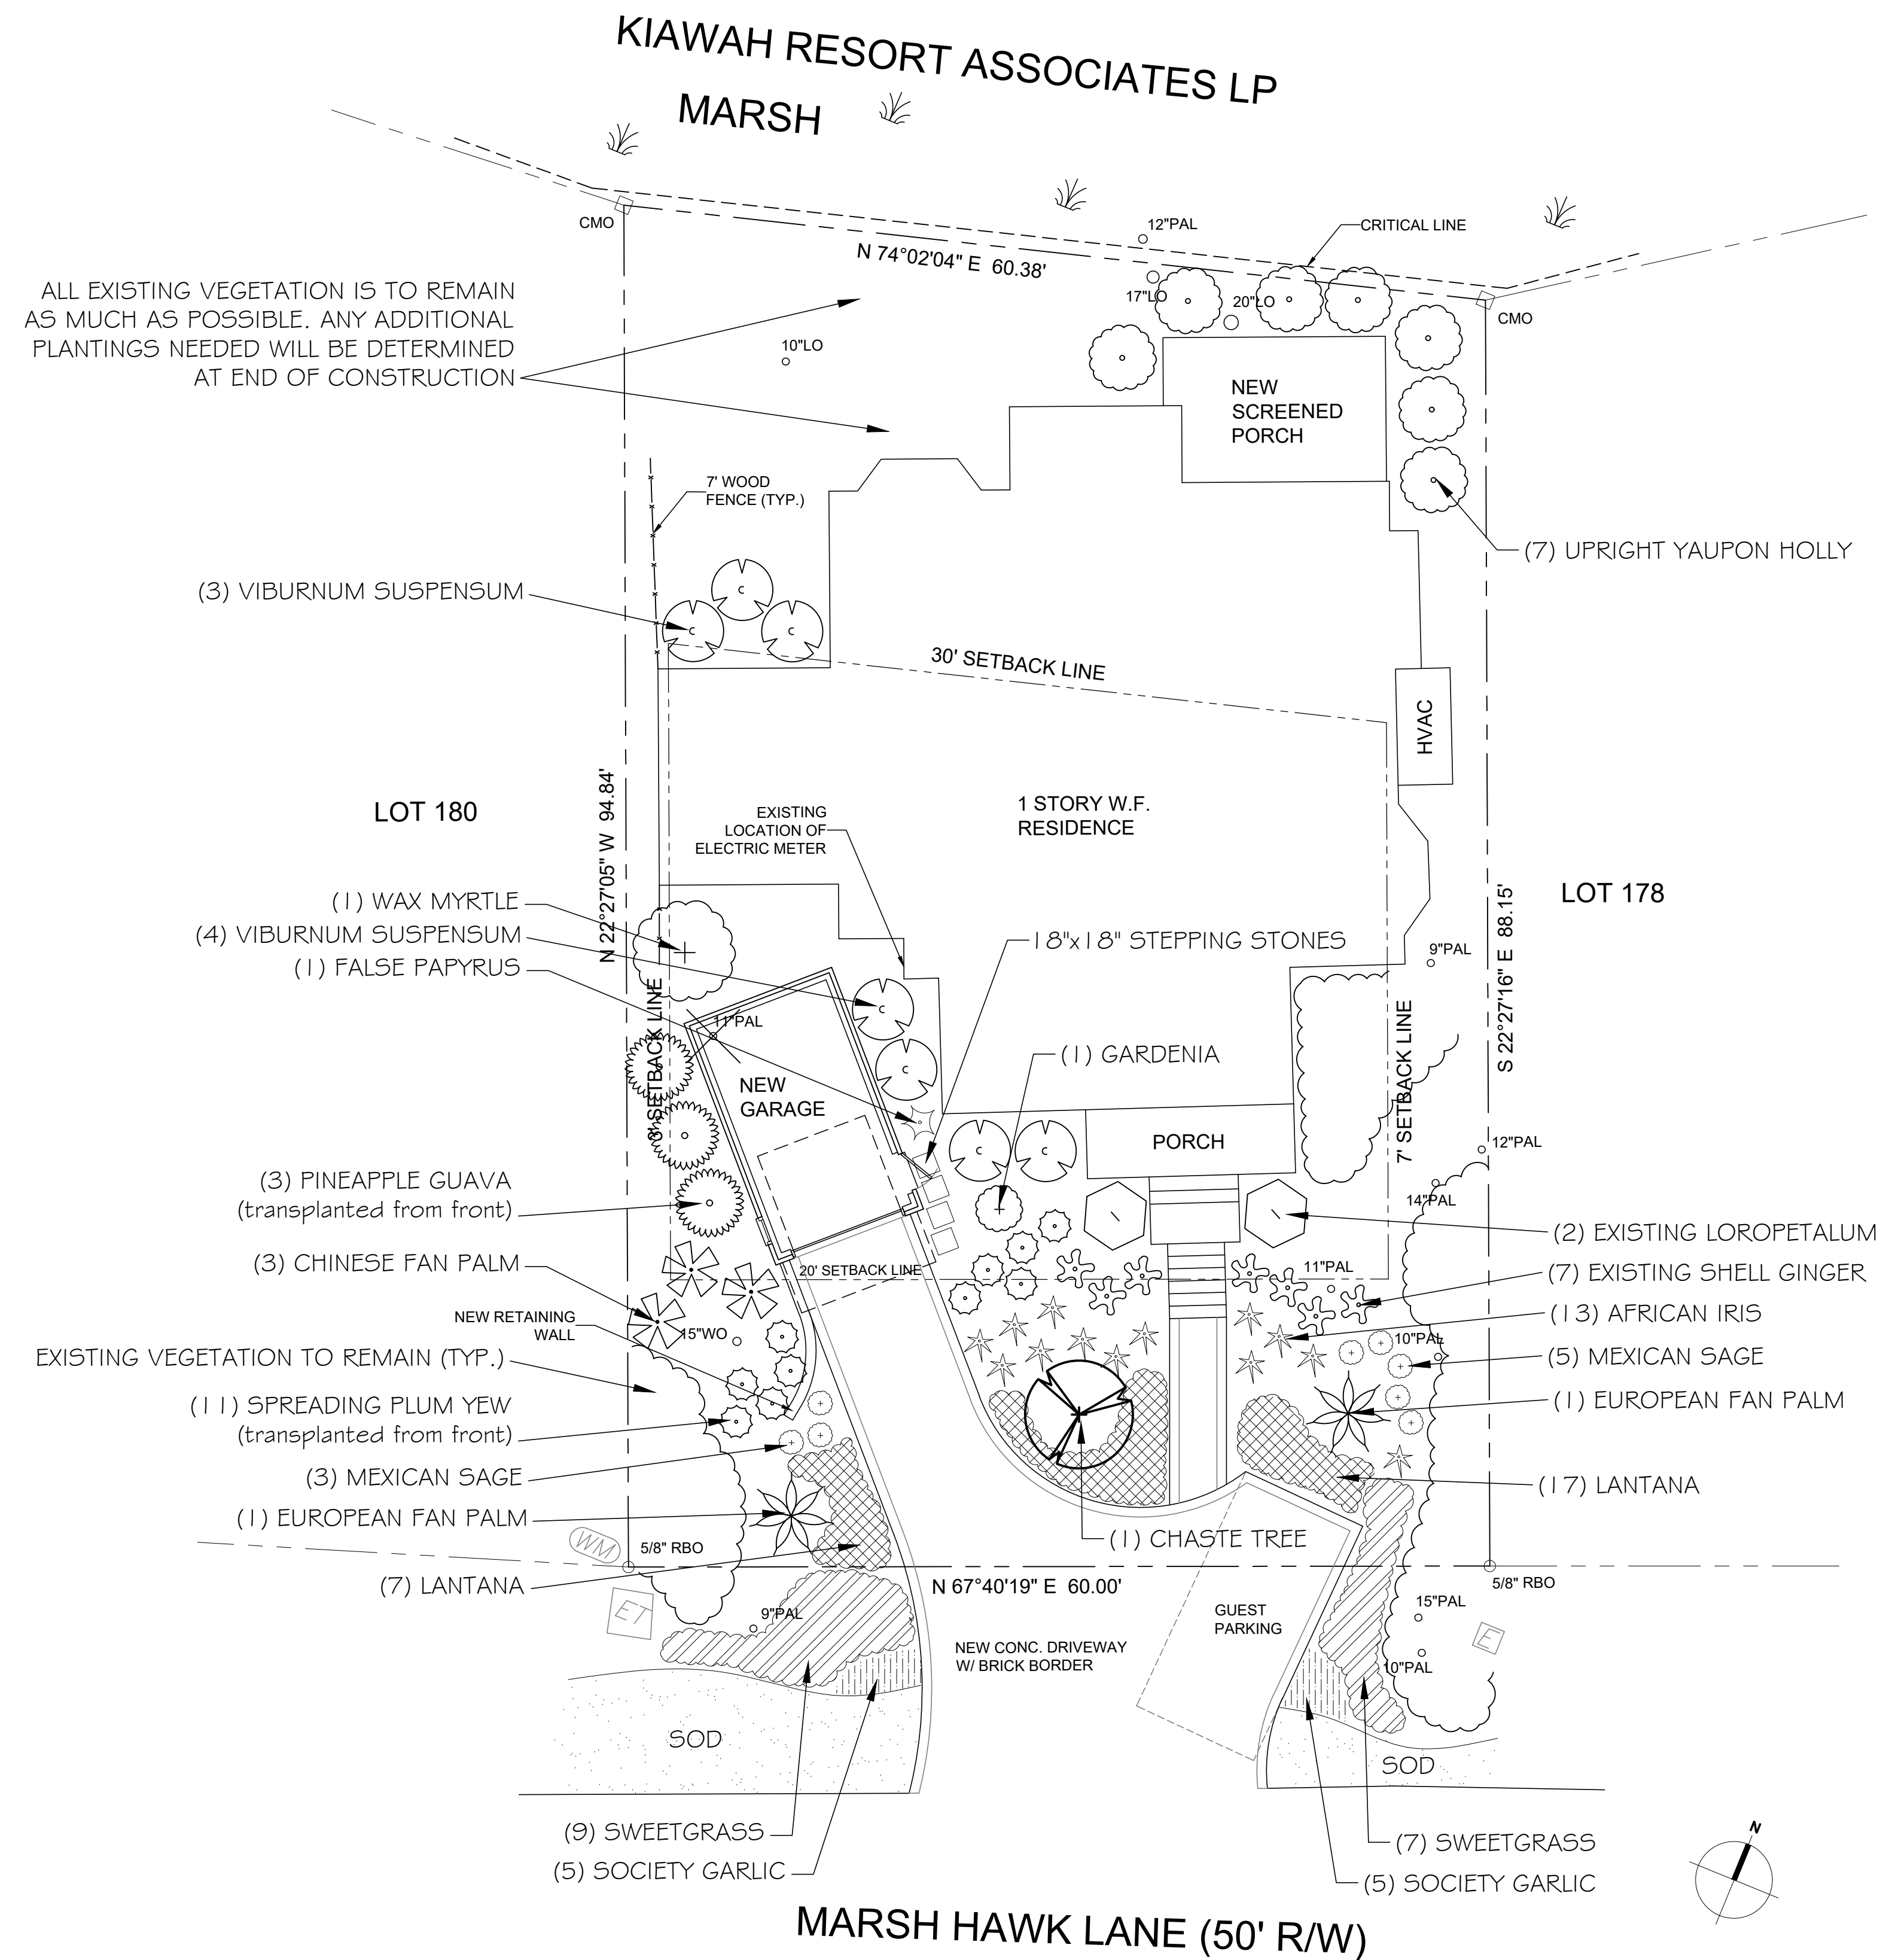 KIAWAH RESORT ASSOCIATES LP
MARSH
CMO
12"PAL
CRITICAL LINE
N 74°02'04" E 60.38'
17"LO
20"LO
CMO
ALL EXISTING VEGETATION IS TO REMAIN
AS MUCH AS POSSIBLE. ANY ADDITIONAL
PLANTINGS NEEDED WILL BE DETERMINED
AT END OF CONSTRUCTION
10"LO
NEW
SCREENED
PORCH
7' WOOD
FENCE (TYP.)
(7) UPRIGHT YAUPON HOLLY
(3) VIBURNUM SUSPENSUM
30' SETBACK LINE
HVAC
LOT 180
N 22°27'05" W 94.84'
EXISTING
LOCATION OF
ELECTRIC METER
1 STORY W.F.
RESIDENCE
LOT 178
S 22°27'16" E 88.15'
(1) WAX MYRTLE
(4) VIBURNUM SUSPENSUM
(1) FALSE PAPYRUS
18"x18" STEPPING STONES
9"PAL
SETBACK LINE
11"PAL
7' SETBACK LINE
(1) GARDENIA
NEW
GARAGE
PORCH
12"PAL
(3) PINEAPPLE GUAVA
(transplanted from front)
14"PAL
(2) EXISTING LOROPETALUM
(3) CHINESE FAN PALM
20' SETBACK LINE
11"PAL
(7) EXISTING SHELL GINGER
NEW RETAINING
WALL
15"WO
(13) AFRICAN IRIS
10"PAL
EXISTING VEGETATION TO REMAIN (TYP.)
(5) MEXICAN SAGE
(11) SPREADING PLUM YEW
(transplanted from front)
(1) EUROPEAN FAN PALM
(3) MEXICAN SAGE
(17) LANTANA
(1) EUROPEAN FAN PALM
(1) CHASTE TREE
WM
5/8" RBO
(7) LANTANA
N 67°40'19" E 60.00'
5/8" RBO
ET
9"PAL
GUEST
PARKING
15"PAL
E
NEW CONC. DRIVEWAY
W/ BRICK BORDER
10"PAL
SOD
SOD
(9) SWEETGRASS
(5) SOCIETY GARLIC
(7) SWEETGRASS
(5) SOCIETY GARLIC
N
MARSH HAWK LANE (50' R/W)